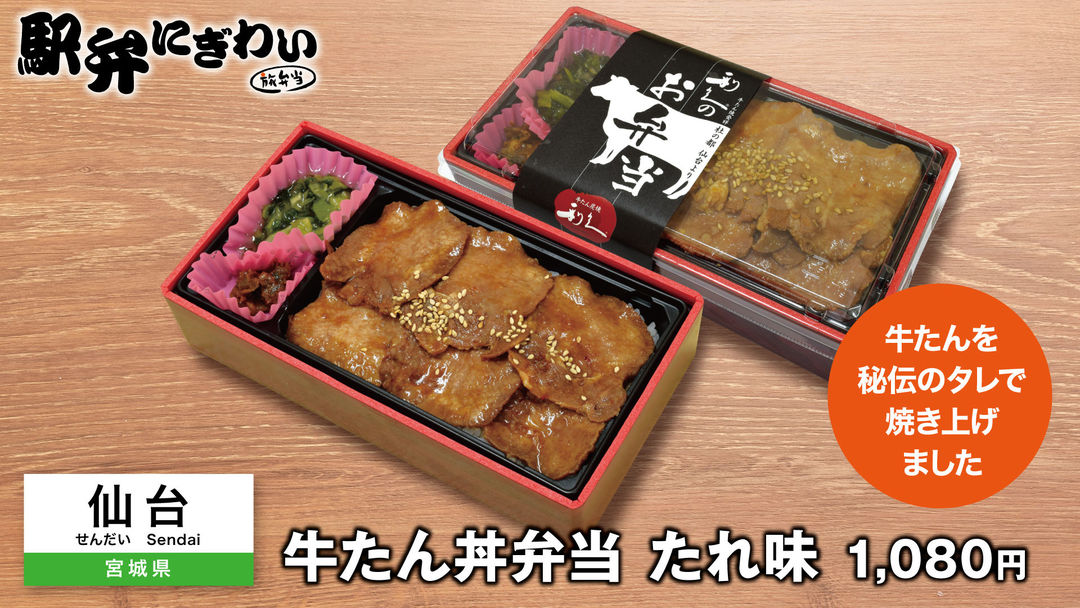 駅弁にぎわい
旅弁当
利久の
お弁当
杜の都 仙台より
牛たん炭焼
利久
牛たんを
秘伝のタレで
焼き上げ
ました
仙台
せんだい Sendai
宮城県
牛たん丼弁当 たれ味 1,080円